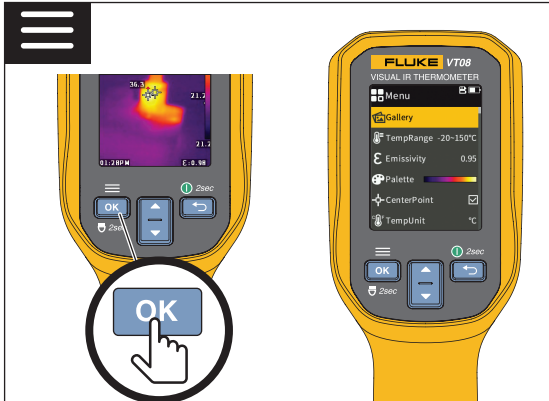 36.3
21.2
21.2
01:28PM
ε:0.98
2sec
OK
2sec
OK
FLUKE VT08
VISUAL IR THERMOMETER
Menu
Gallery
TempRange -20~150°C
Emissivity 0.95
Palette
CenterPoint
TempUnit °C
2sec
OK
2sec